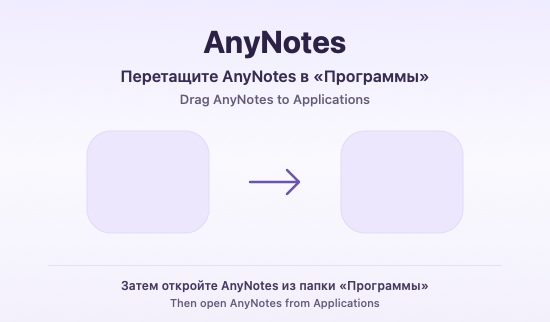 AnyNotes
Перетащите AnyNotes в «Программы»
Drag AnyNotes to Applications
Затем откройте AnyNotes из папки «Программы»
Then open AnyNotes from Applications